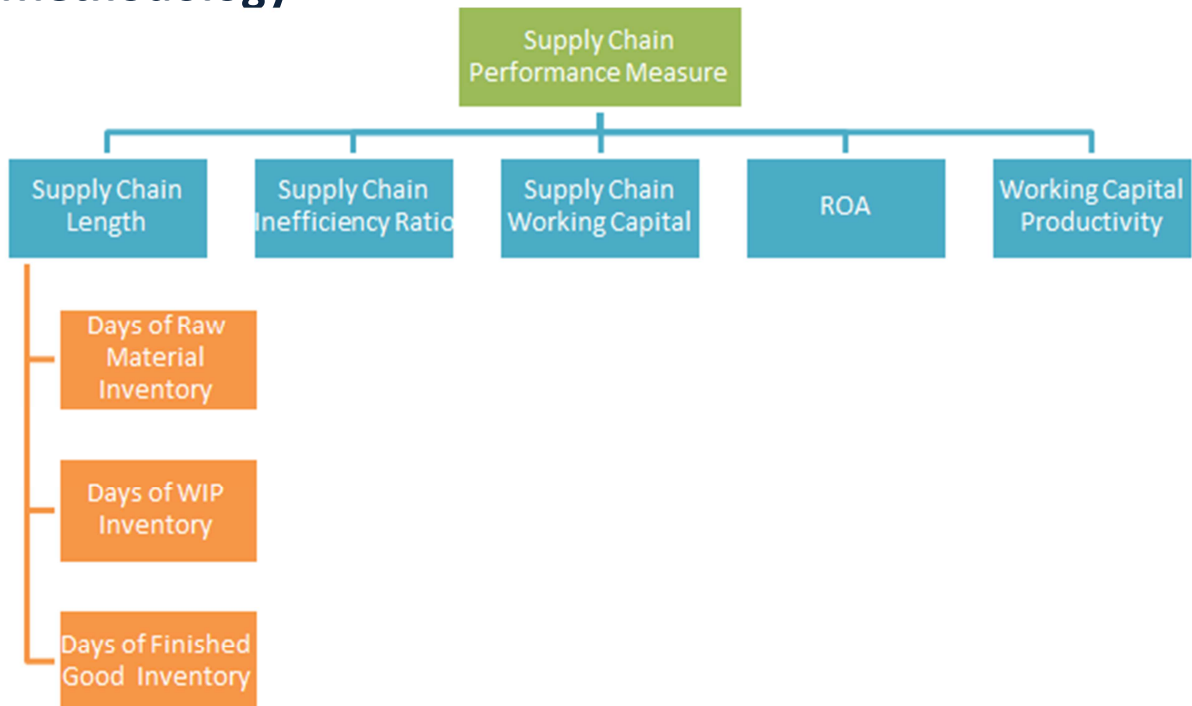 methodology
Supply Chain
Performance Measure
Supply Chain
Length
Supply Chain
Inefficiency Ratio
Supply Chain
Working Capital
ROA
Working Capital
Productivity
Days of Raw
Material
Inventory
Days of WIP
Inventory
Days of Finished
Good Inventory